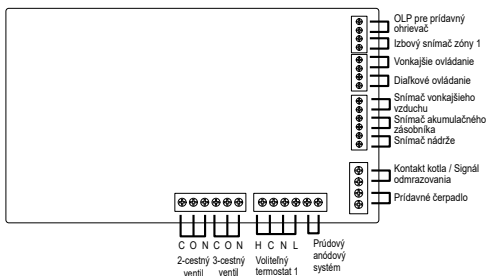 OLP pre prídavný
ohrievač
Izbový snímač zóny 1
Vonkajšie ovládanie
Diaľkové ovládanie
Snímač vonkajšieho
vzduchu
Snímač akumulačného
zásobníka
Snímač nádrže
Kontakt kotla / Signál
odmrazovania
Prídavné čerpadlo
C O N C O N H C N L
2-cestný
ventil
3-cestný
ventil
Voliteľný
termostat 1
Prúdový
anódový
systém